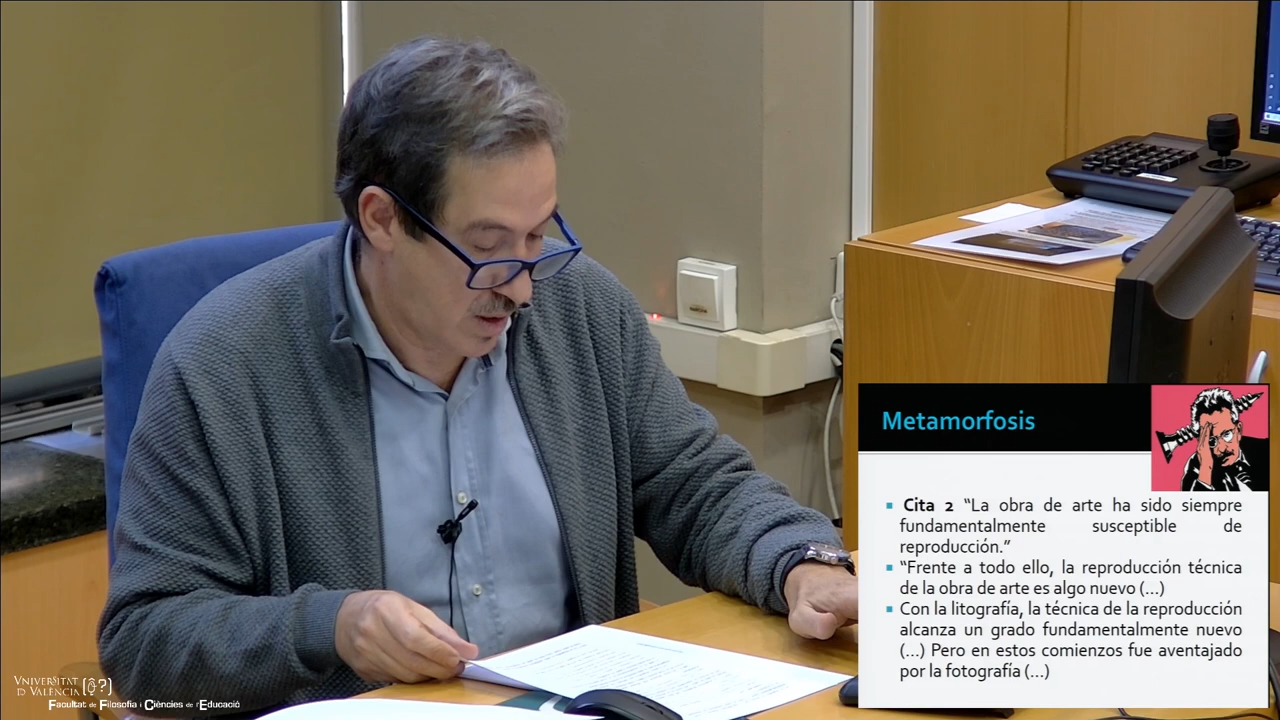 Metamorfosis
▪ Cita 2 “La obra de arte ha sido siempre
fundamentalmente susceptible de
reproducción.”
▪ “Frente a todo ello, la reproducción técnica
de la obra de arte es algo nuevo (...)
▪ Con la litografía, la técnica de la reproducción
alcanza un grado fundamentalmente nuevo
(...) Pero en estos comienzos fue aventajado
por la fotografía (...)
VNIVERSITAT
D VALÈNCIA
Facultat de Filosofia i Ciències de l'Educació